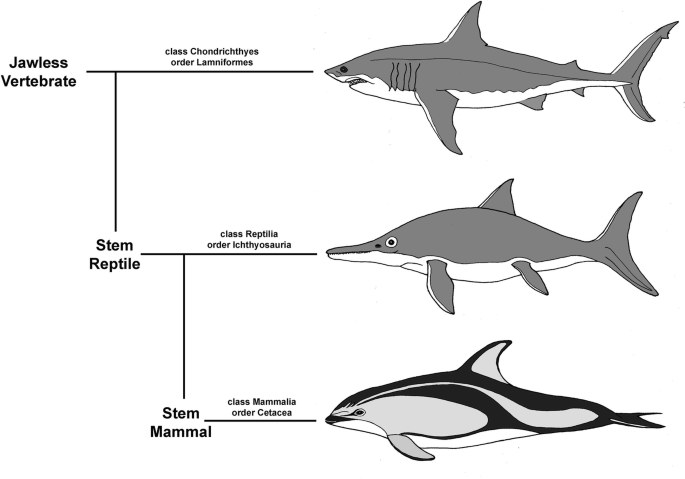 Jawless
Vertebrate
class Chondrichthyes
order Lamniformes
Stem
Reptile
class Reptilia
order Ichthyosauria
Stem
Mammal
class Mammalia
order Cetacea